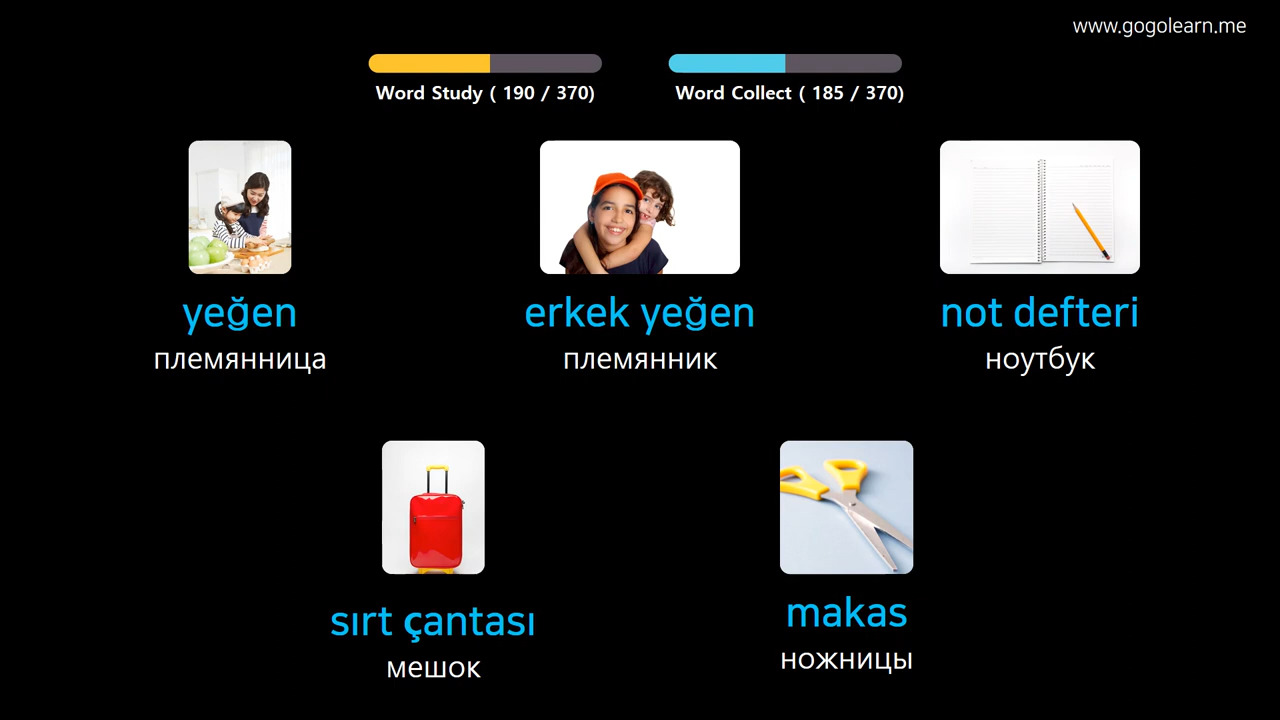 www.gogolearn.me
Word Study ( 190 / 370)
Word Collect ( 185 / 370)
yeğen
племянница
erkek yeğen
племянник
not defteri
ноутбук
sırt çantası
мешок
makas
ножницы